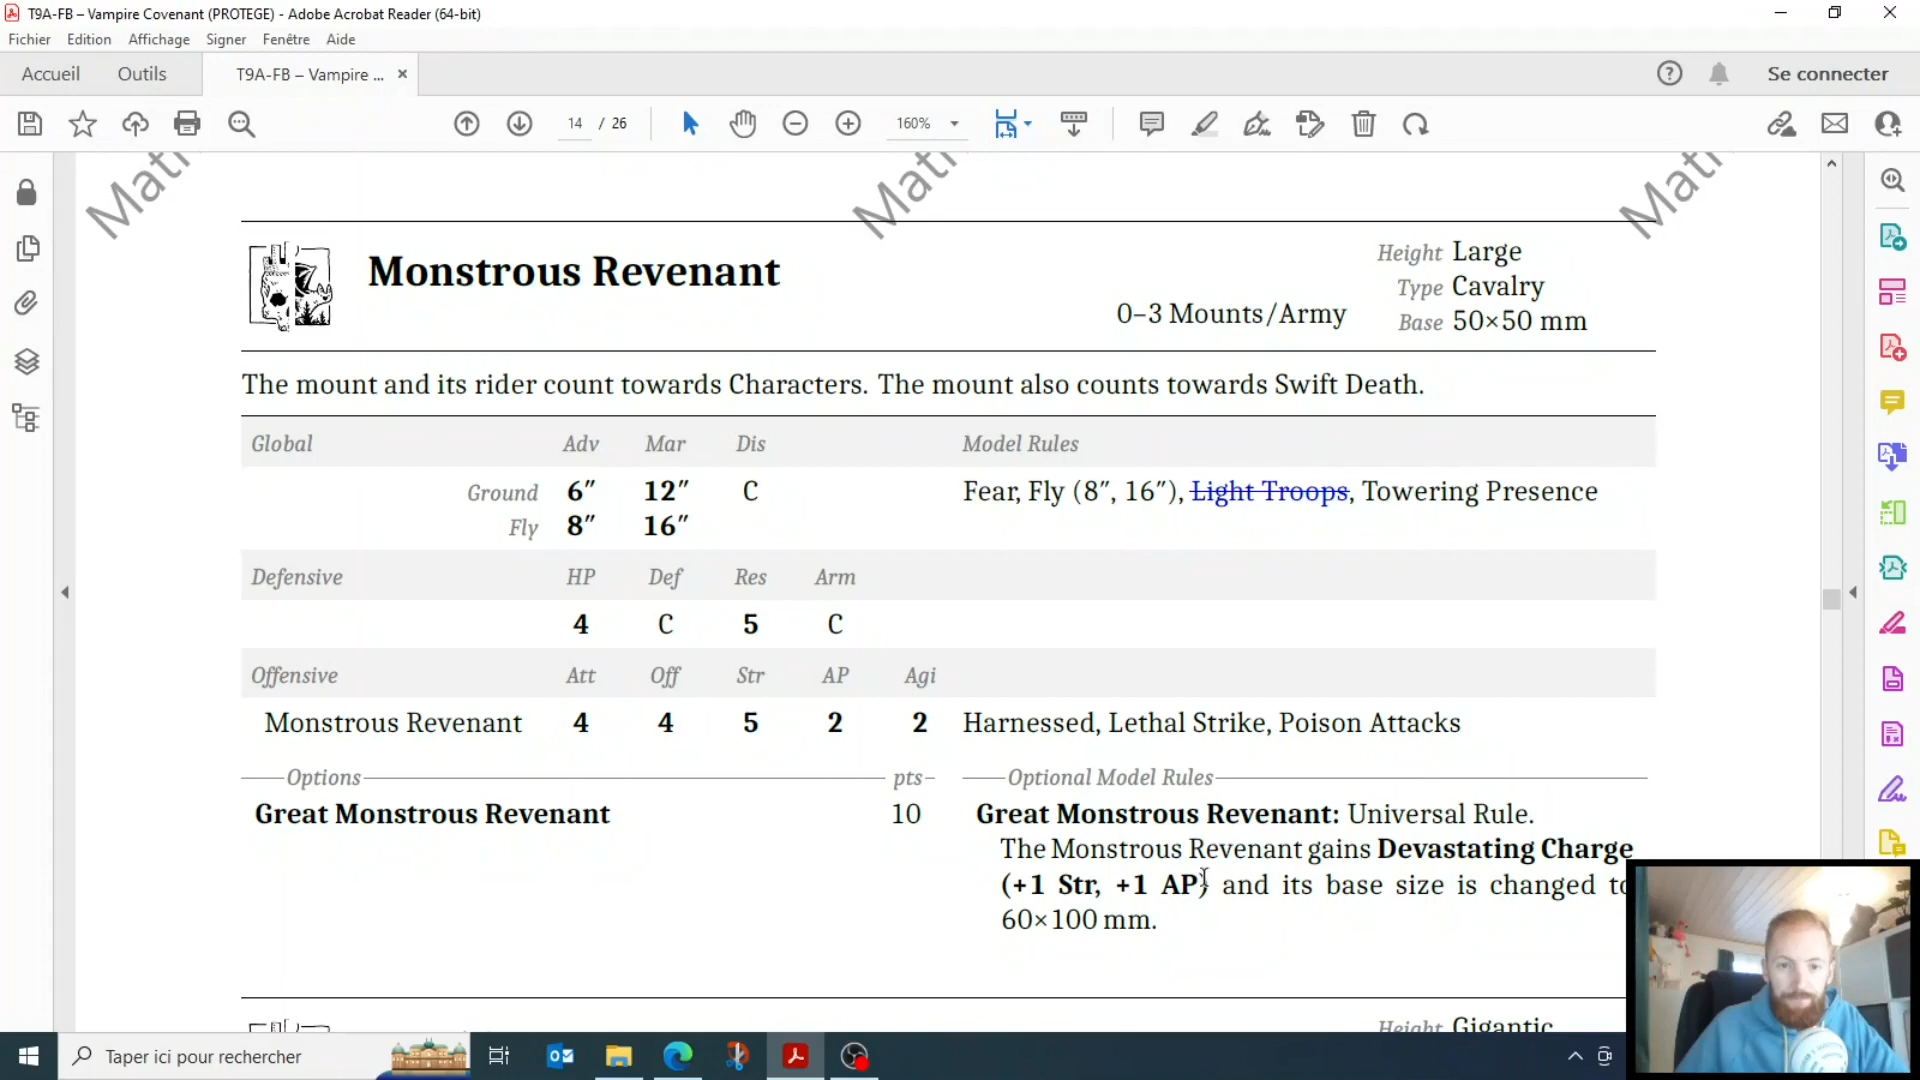 T9A-FB – Vampire Covenant (PROTEGE) - Adobe Acrobat Reader (64-bit)
Fichier Edition Affichage Signer Fenêtre Aide
Accueil Outils T9A-FB – Vampire ... × Se connecter
14 / 26 160%
Mati Mati Mati
Monstrous Revenant
0–3 Mounts/Army
Height Large
Type Cavalry
Base 50×50 mm
The mount and its rider count towards Characters. The mount also counts towards Swift Death.
Global Adv Mar Dis Model Rules
Ground 6″ 12″ C Fear, Fly (8″, 16″), Light Troops, Towering Presence
Fly 8″ 16″
Defensive HP Def Res Arm
4 C 5 C
Offensive Att Off Str AP Agi
Monstrous Revenant 4 4 5 2 2 Harnessed, Lethal Strike, Poison Attacks
Options pts Optional Model Rules
Great Monstrous Revenant 10 Great Monstrous Revenant: Universal Rule.
The Monstrous Revenant gains Devastating Charge
(+1 Str, +1 AP) and its base size is changed to
60×100 mm.
Height Gigantic
Taper ici pour rechercher